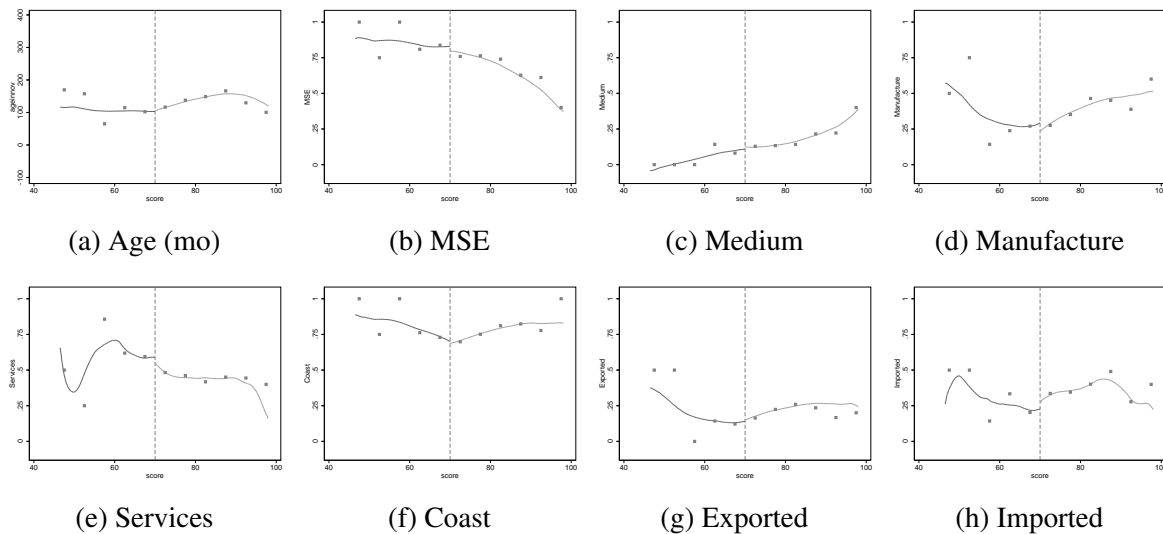 400
300
200
100
0
-100
ageinnov
40 60 80 100
score
(a) Age (mo)
1
.75
.5
.25
0
MSE
40 60 80 100
score
(b) MSE
1
.75
.5
.25
0
Medium
40 60 80 100
score
(c) Medium
1
.75
.5
.25
0
Manufacture
40 60 80 100
score
(d) Manufacture
1
.75
.5
.25
0
Services
40 60 80 100
score
(e) Services
1
.75
.5
.25
0
Coast
40 60 80 100
score
(f) Coast
1
.75
.5
.25
0
Exported
40 60 80 100
score
(g) Exported
1
.75
.5
.25
0
Imported
40 60 80 100
score
(h) Imported